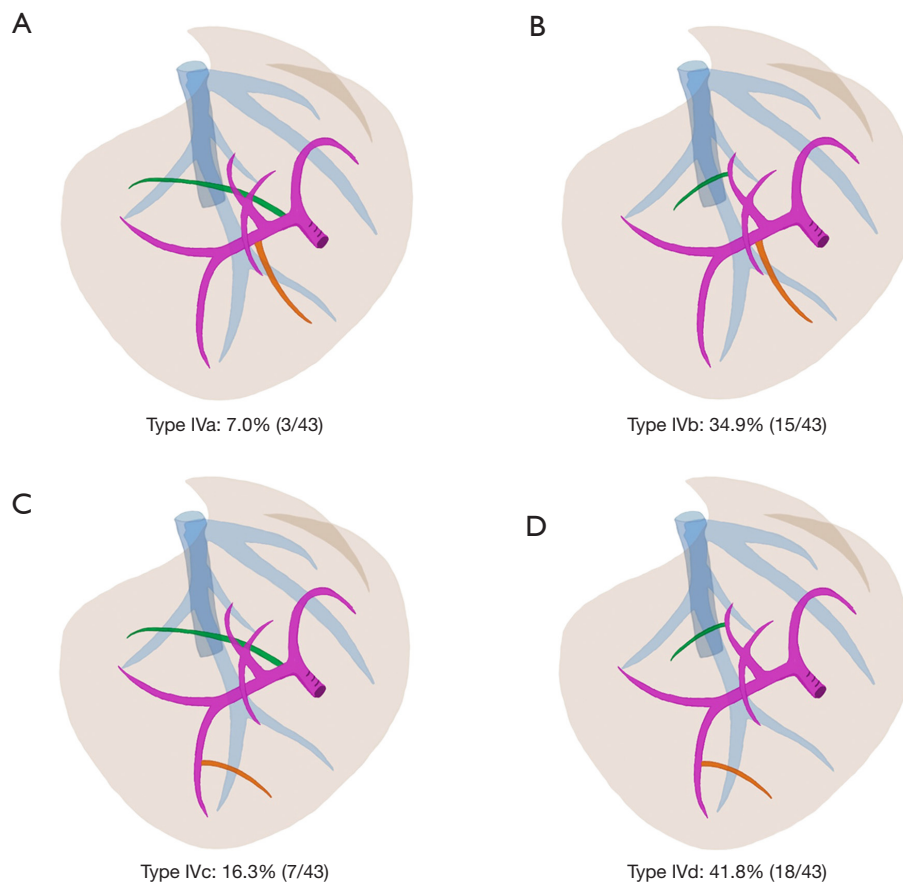 A
B
Type IVa: 7.0% (3/43)
Type IVb: 34.9% (15/43)
C
D
Type IVc: 16.3% (7/43)
Type IVd: 41.8% (18/43)